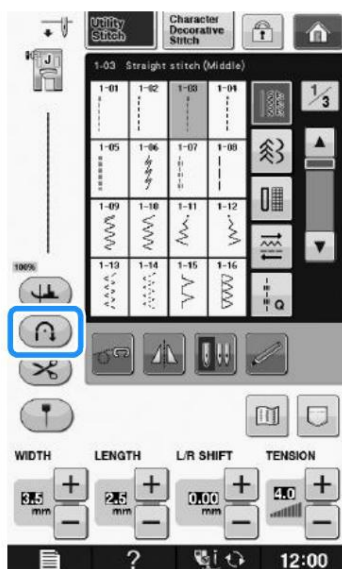 Utility Stitch
Character Decorative Stitch
J
1-03 Straight stitch (Middle)
1-01 1-02 1-03 1-04
1/3
1-05 1-06 1-07 1-08
1-09 1-10 1-11 1-12
1-13 1-14 1-15 1-16
Q
100%
WIDTH LENGTH L/R SHIFT TENSION
3.5 mm 2.5 mm 0.00 mm 4.0
+ + + +
− − − −
? i 12:00